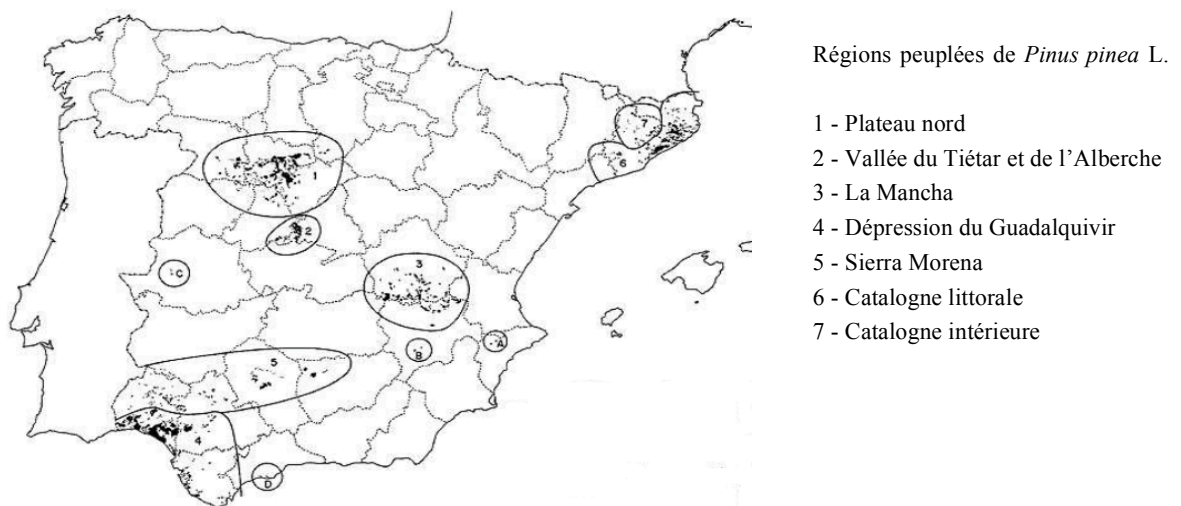 Régions peuplées de Pinus pinea L.
1 - Plateau nord
2 - Vallée du Tiétar et de l'Alberche
3 - La Mancha
4 - Dépression du Guadalquivir
5 - Sierra Morena
6 - Catalogne littorale
7 - Catalogne intérieure
7
6
1
2
C
3
A
B
5
4
D